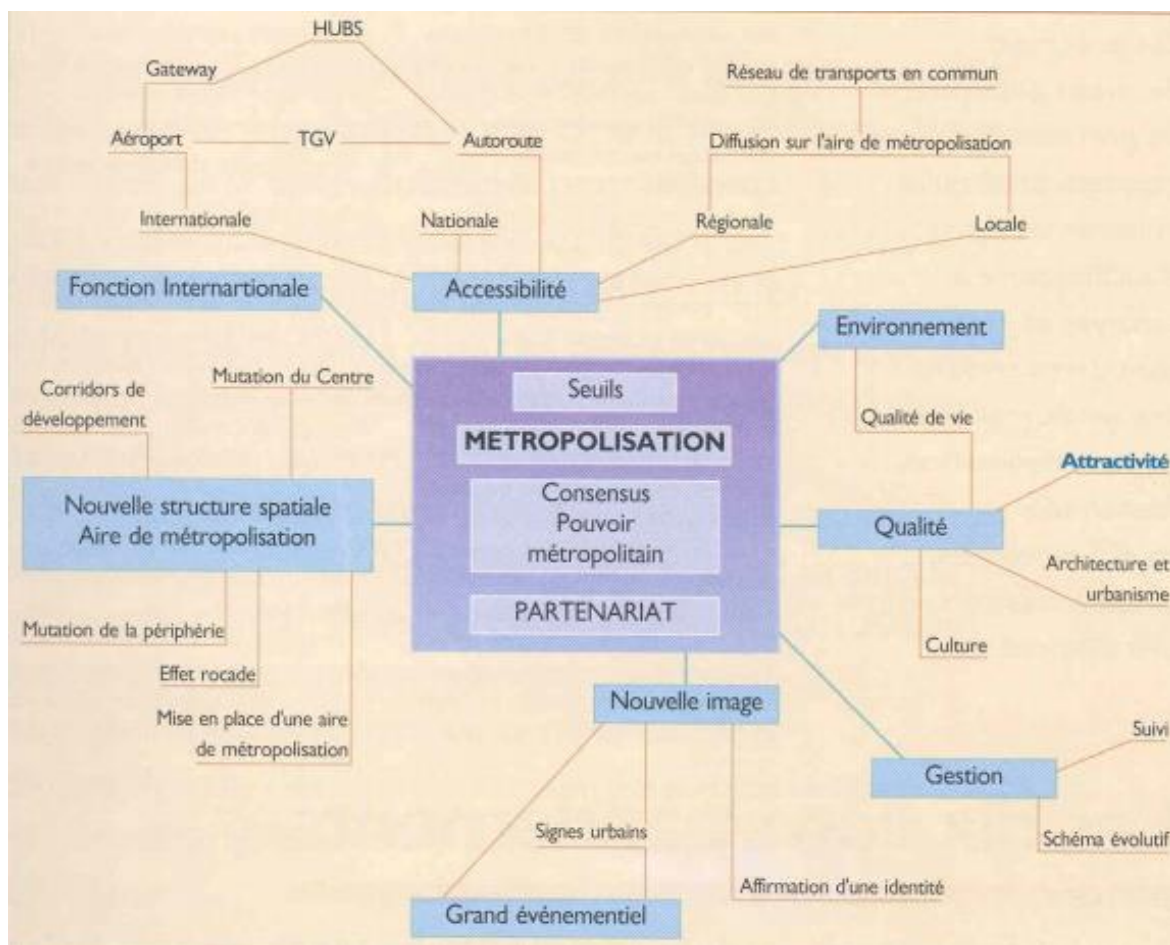 HUBS
Gateway
Réseau de transports en commun
Aéroport
TGV
Autoroute
Diffusion sur l'aire de métropolisation
Internationale
Nationale
Régionale
Locale
Fonction Internartionale
Accessibilité
Environnement
Corridors de
développement
Mutation du Centre
Seuils
METROPOLISATION
Qualité de vie
Attractivité
Nouvelle structure spatiale
Aire de métropolisation
Consensus
Pouvoir
métropolitain
Qualité
Architecture et
urbanisme
PARTENARIAT
Mutation de la périphérie
Culture
Effet rocade
Nouvelle image
Mise en place d'une aire
de métropolisation
Suivi
Gestion
Signes urbains
Schéma évolutif
Affirmation d'une identité
Grand événementiel